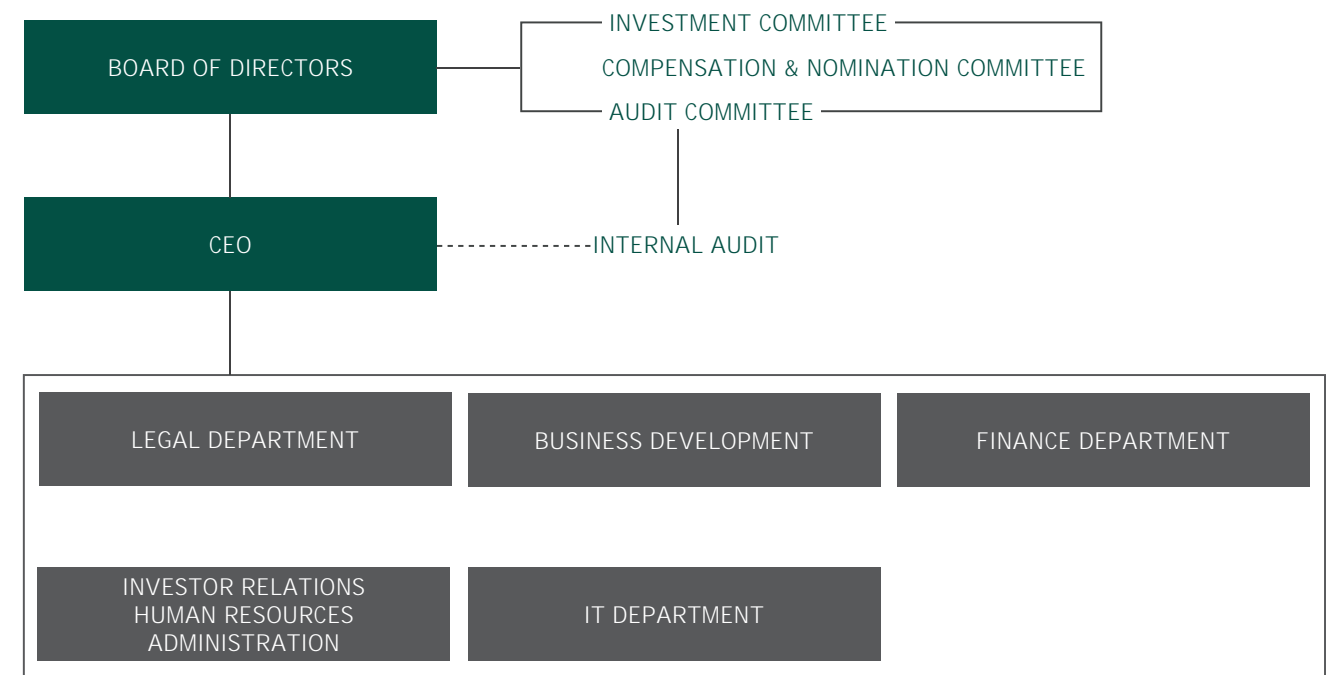 BOARD OF DIRECTORS
INVESTMENT COMMITTEE
COMPENSATION & NOMINATION COMMITTEE
AUDIT COMMITTEE
CEO
INTERNAL AUDIT
LEGAL DEPARTMENT
BUSINESS DEVELOPMENT
FINANCE DEPARTMENT
INVESTOR RELATIONS
HUMAN RESOURCES
ADMINISTRATION
IT DEPARTMENT